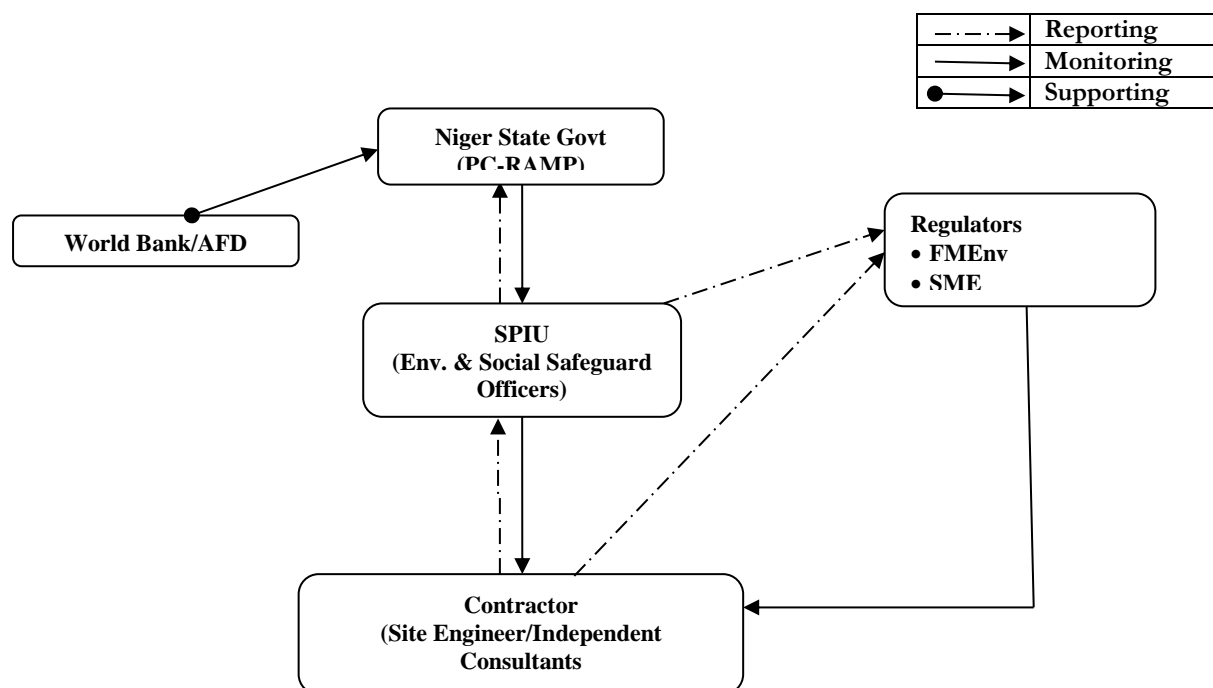 Reporting
Monitoring
Supporting
Niger State Govt
(PC-RAMP)
World Bank/AFD
Regulators
• FMEnv
• SME
SPIU
(Env. & Social Safeguard
Officers)
Contractor
(Site Engineer/Independent
Consultants